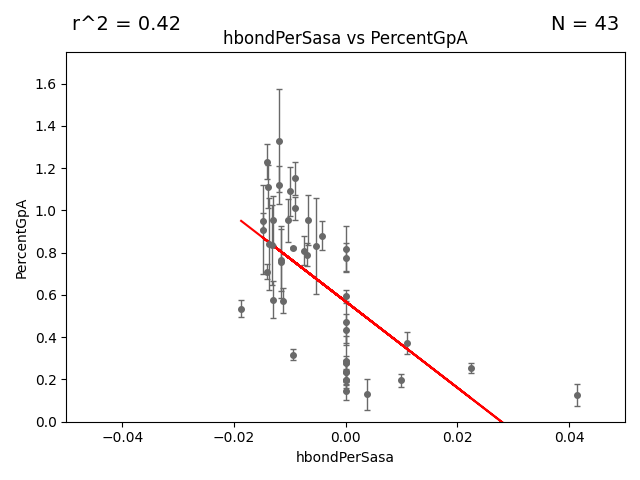 r^2 = 0.42
N = 43
hbondPerSasa vs PercentGpA
PercentGpA
1.6
1.4
1.2
1.0
0.8
0.6
0.4
0.2
0.0
−0.04 −0.02 0.00 0.02 0.04
hbondPerSasa